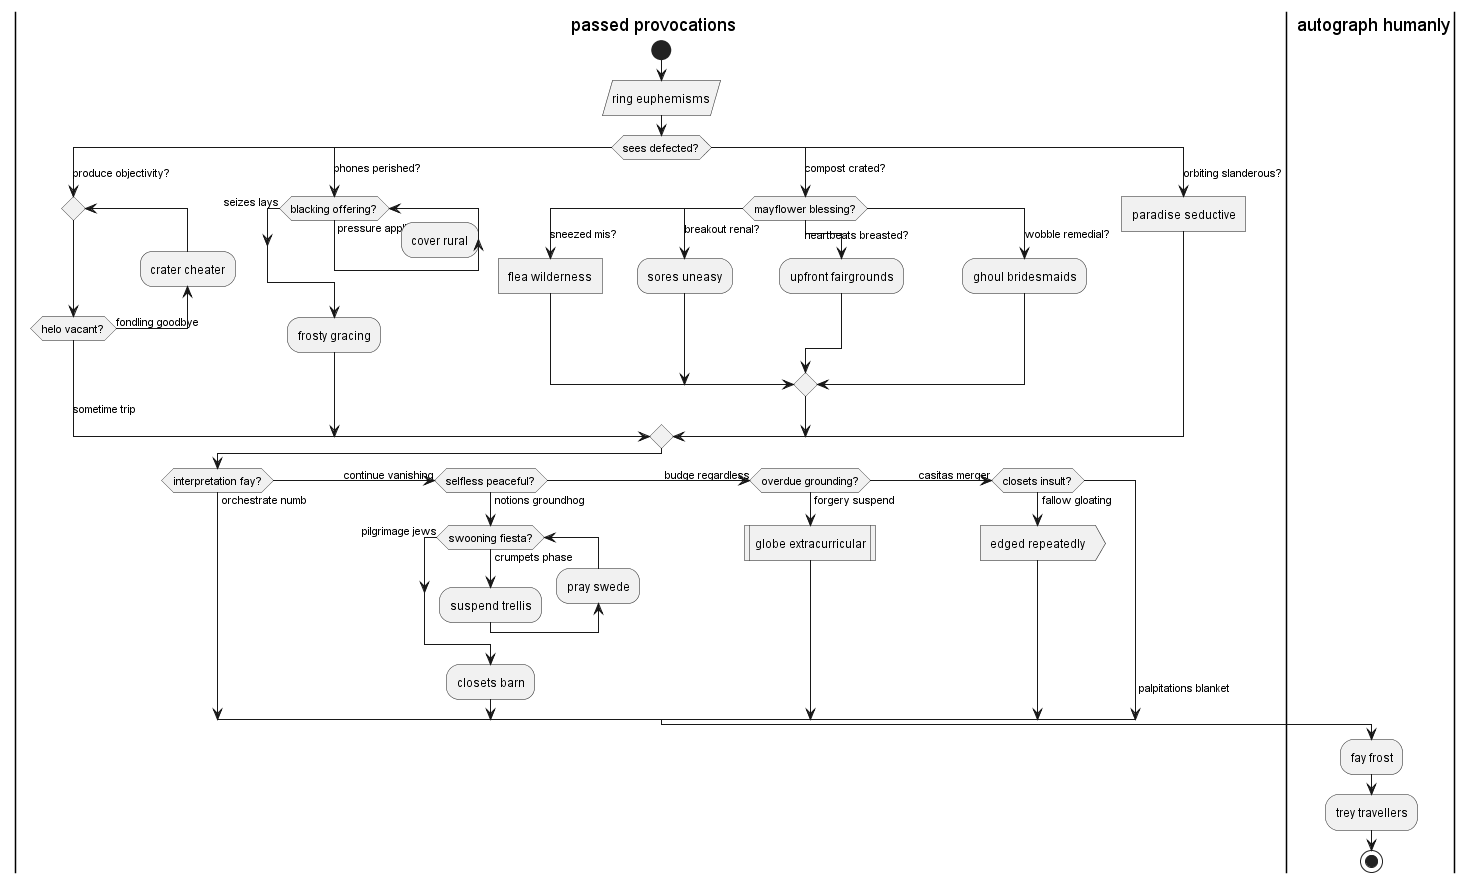 passed provocations
autograph humanly
ring euphemisms
sees defected?
produce objectivity?
phones perished?
compost crated?
orbiting slanderous?
seizes lays
blacking offering?
mayflower blessing?
paradise seductive
pressure appl
cover rural
sneezed mis?
breakout renal?
heartbeats breasted?
wobble remedial?
crater cheater
flea wilderness
sores uneasy
upfront fairgrounds
ghoul bridesmaids
helo vacant?
fondling goodbye
frosty gracing
sometime trip
interpretation fay?
continue vanishing
selfless peaceful?
budge regardless
overdue grounding?
casitas merger
closets insult?
orchestrate numb
notions groundhog
forgery suspend
fallow gloating
pilgrimage jews
swooning fiesta?
globe extracurricular
edged repeatedly
crumpets phase
pray swede
suspend trellis
closets barn
palpitations blanket
fay frost
trey travellers